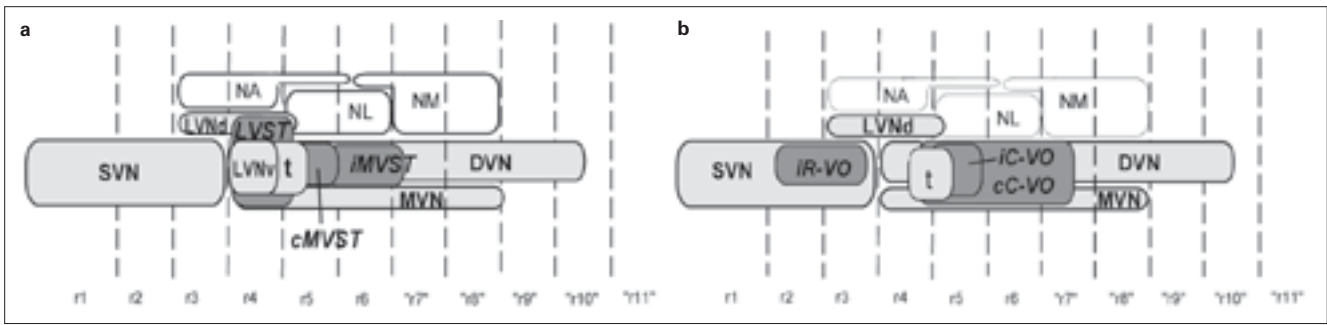 a
NA
NL
NM
LVNd
LVST
SVN
LVNv
t
iMVST
DVN
MVN
cMVST
r1 r2 r3 r4 r5 r6 "r7" "r8" "r9" "r10" "r11"
b
NA
NL
NM
LVNd
SVN
iR-VO
t
iC-VO
cC-VO
DVN
MVN
r1 r2 r3 r4 r5 r6 "r7" "r8" "r9" "r10" "r11"